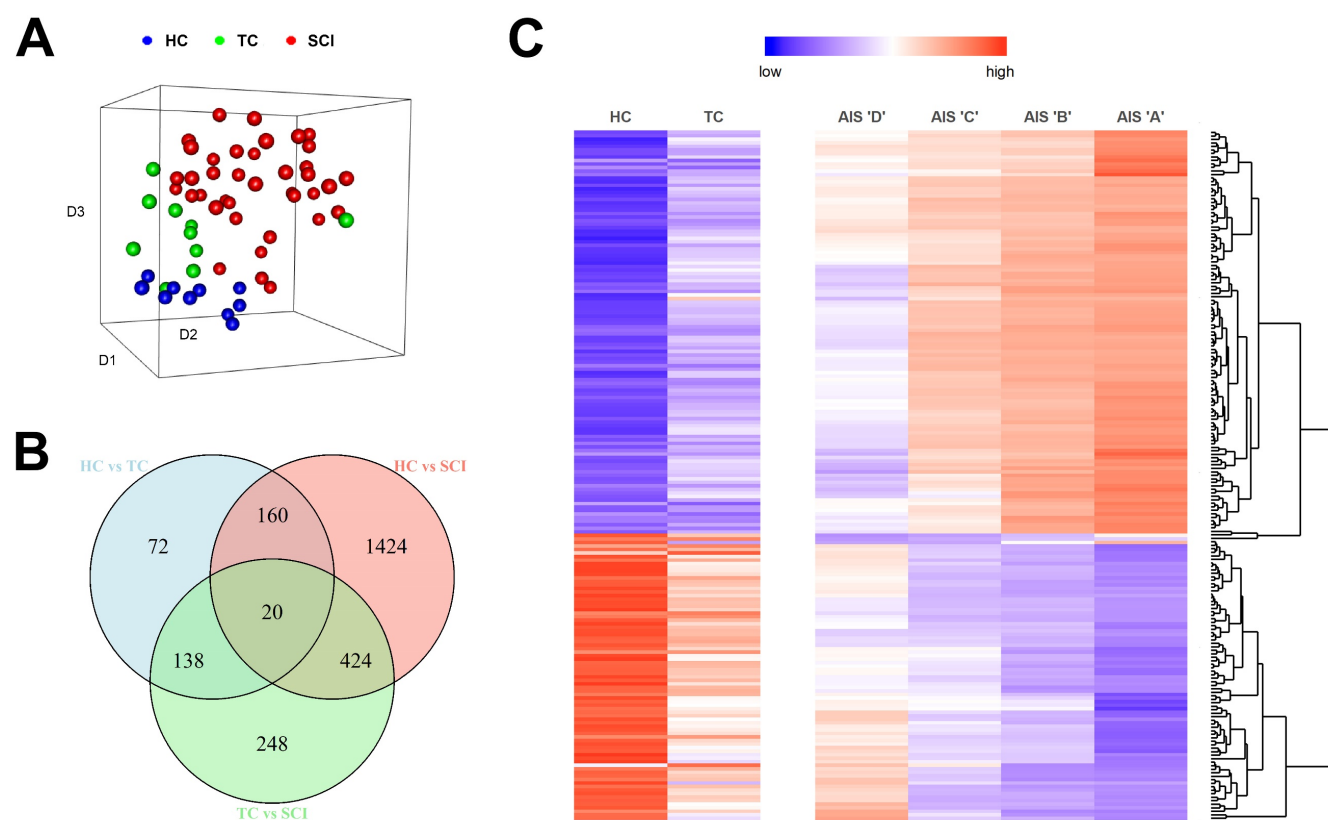 A
HC TC SCI
D3
D2
D1
B
HC vs TC
HC vs SCI
72
160
1424
20
138
424
248
TC vs SCI
C
low high
HC TC AIS 'D' AIS 'C' AIS 'B' AIS 'A'